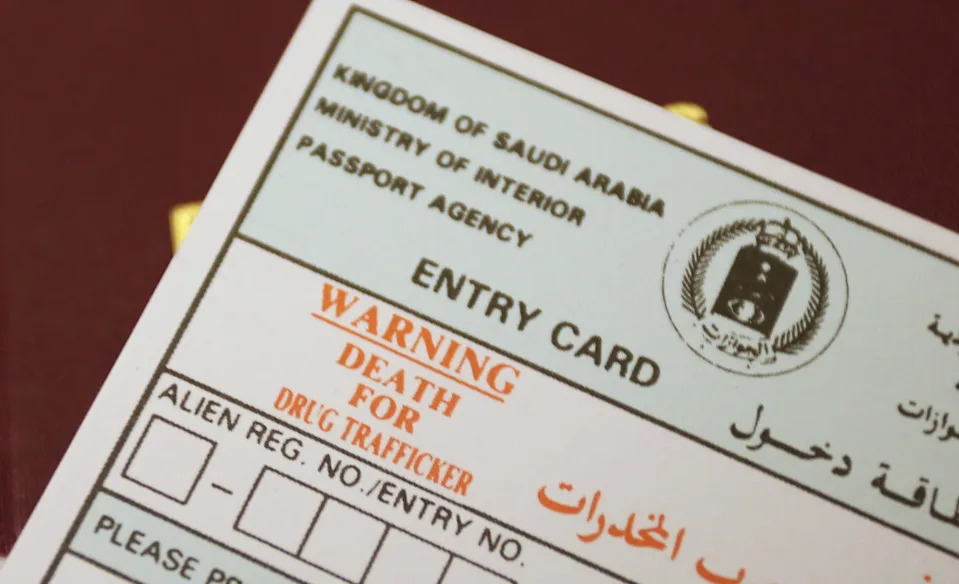 KINGDOM OF SAUDI ARABIA
MINISTRY OF INTERIOR
PASSPORT AGENCY
ENTRY CARD
الجوازات
دخول
WARNING
DEATH
FOR
DRUG TRAFFICKER
المخدرات
ALIEN REG. NO./ENTRY NO.
PLEASE